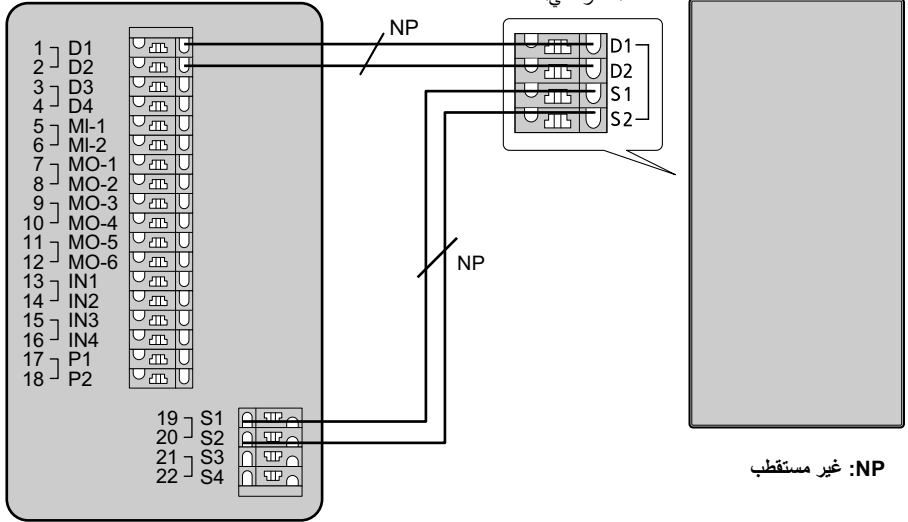 NP
1 D1
2 D2
3 D3
4 D4
5 MI-1
6 MI-2
7 MO-1
8 MO-2
9 MO-3
10 MO-4
11 MO-5
12 MO-6
13 IN1
14 IN2
15 IN3
16 IN4
17 P1
18 P2
19 S1
20 S2
21 S3
22 S4
D1
D2
S1
S2
NP
NP: غير مستقطب